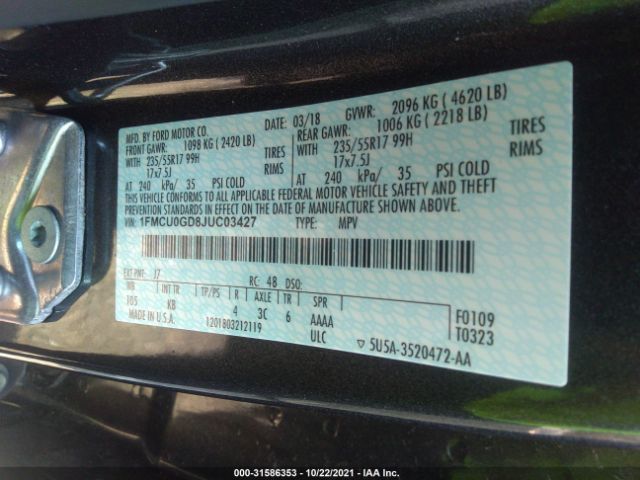 MFD. BY FORD MOTOR CO.
DATE: 03/18 GVWR: 2096 KG ( 4620 LB)
FRONT GAWR: 1098 KG ( 2420 LB) REAR GAWR: 1006 KG ( 2218 LB)
WITH 235/55R17 99H TIRES WITH 235/55R17 99H TIRES
17x7.5J RIMS 17x7.5J RIMS
AT 240 kPa/ 35 PSI COLD AT 240 kPa/ 35 PSI COLD
THIS VEHICLE CONFORMS TO ALL APPLICABLE FEDERAL MOTOR VEHICLE SAFETY AND THEFT
PREVENTION STANDARDS IN EFFECT ON THE DATE OF MANUFACTURE SHOWN ABOVE.
VIN: 1FMCU0GD8JUC03427 TYPE: MPV
EXT PNT: J7 RC: 48 DSO:
WB INT TR TP/PS R AXLE TR SPR
105 KB 4 3C 6 AAAA F0109
MADE IN U.S.A. 120180321​2119 ULC T0323
▽ 5U5A-3520472-AA
000-31586353 - 10/22/2021 - IAA Inc.